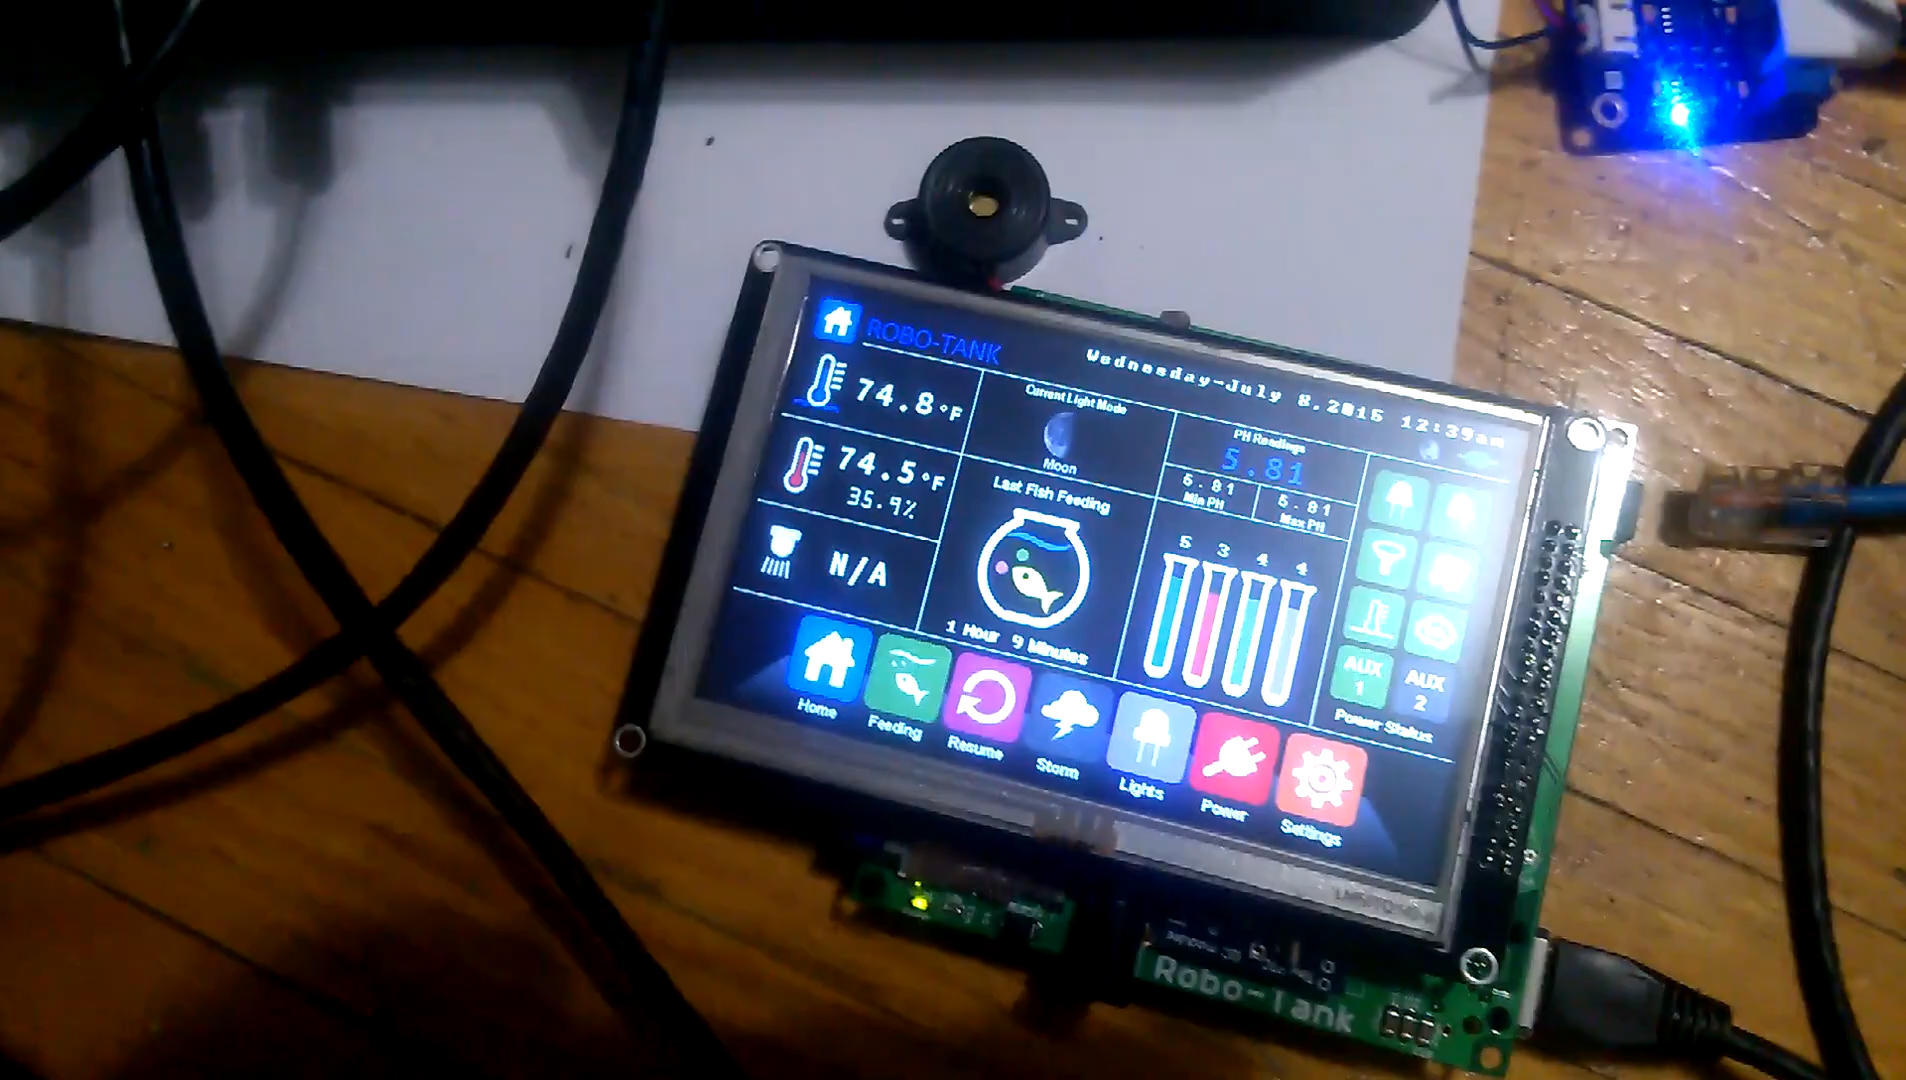 ROBO-TANK
Wednesday-July 8,2015 12:39am
74.8°F
Current Light Mode
Moon
PH Readings
5.81
5.81
Min PH
5.81
Max PH
74.5°F
35.9%
Last Fish Feeding
1 Hour 9 Minutes
N/A
5 3 4 4
AUX
1
AUX
2
Power Status
Home
Feeding
Resume
Storm
Lights
Power
Settings
Robo-Tank